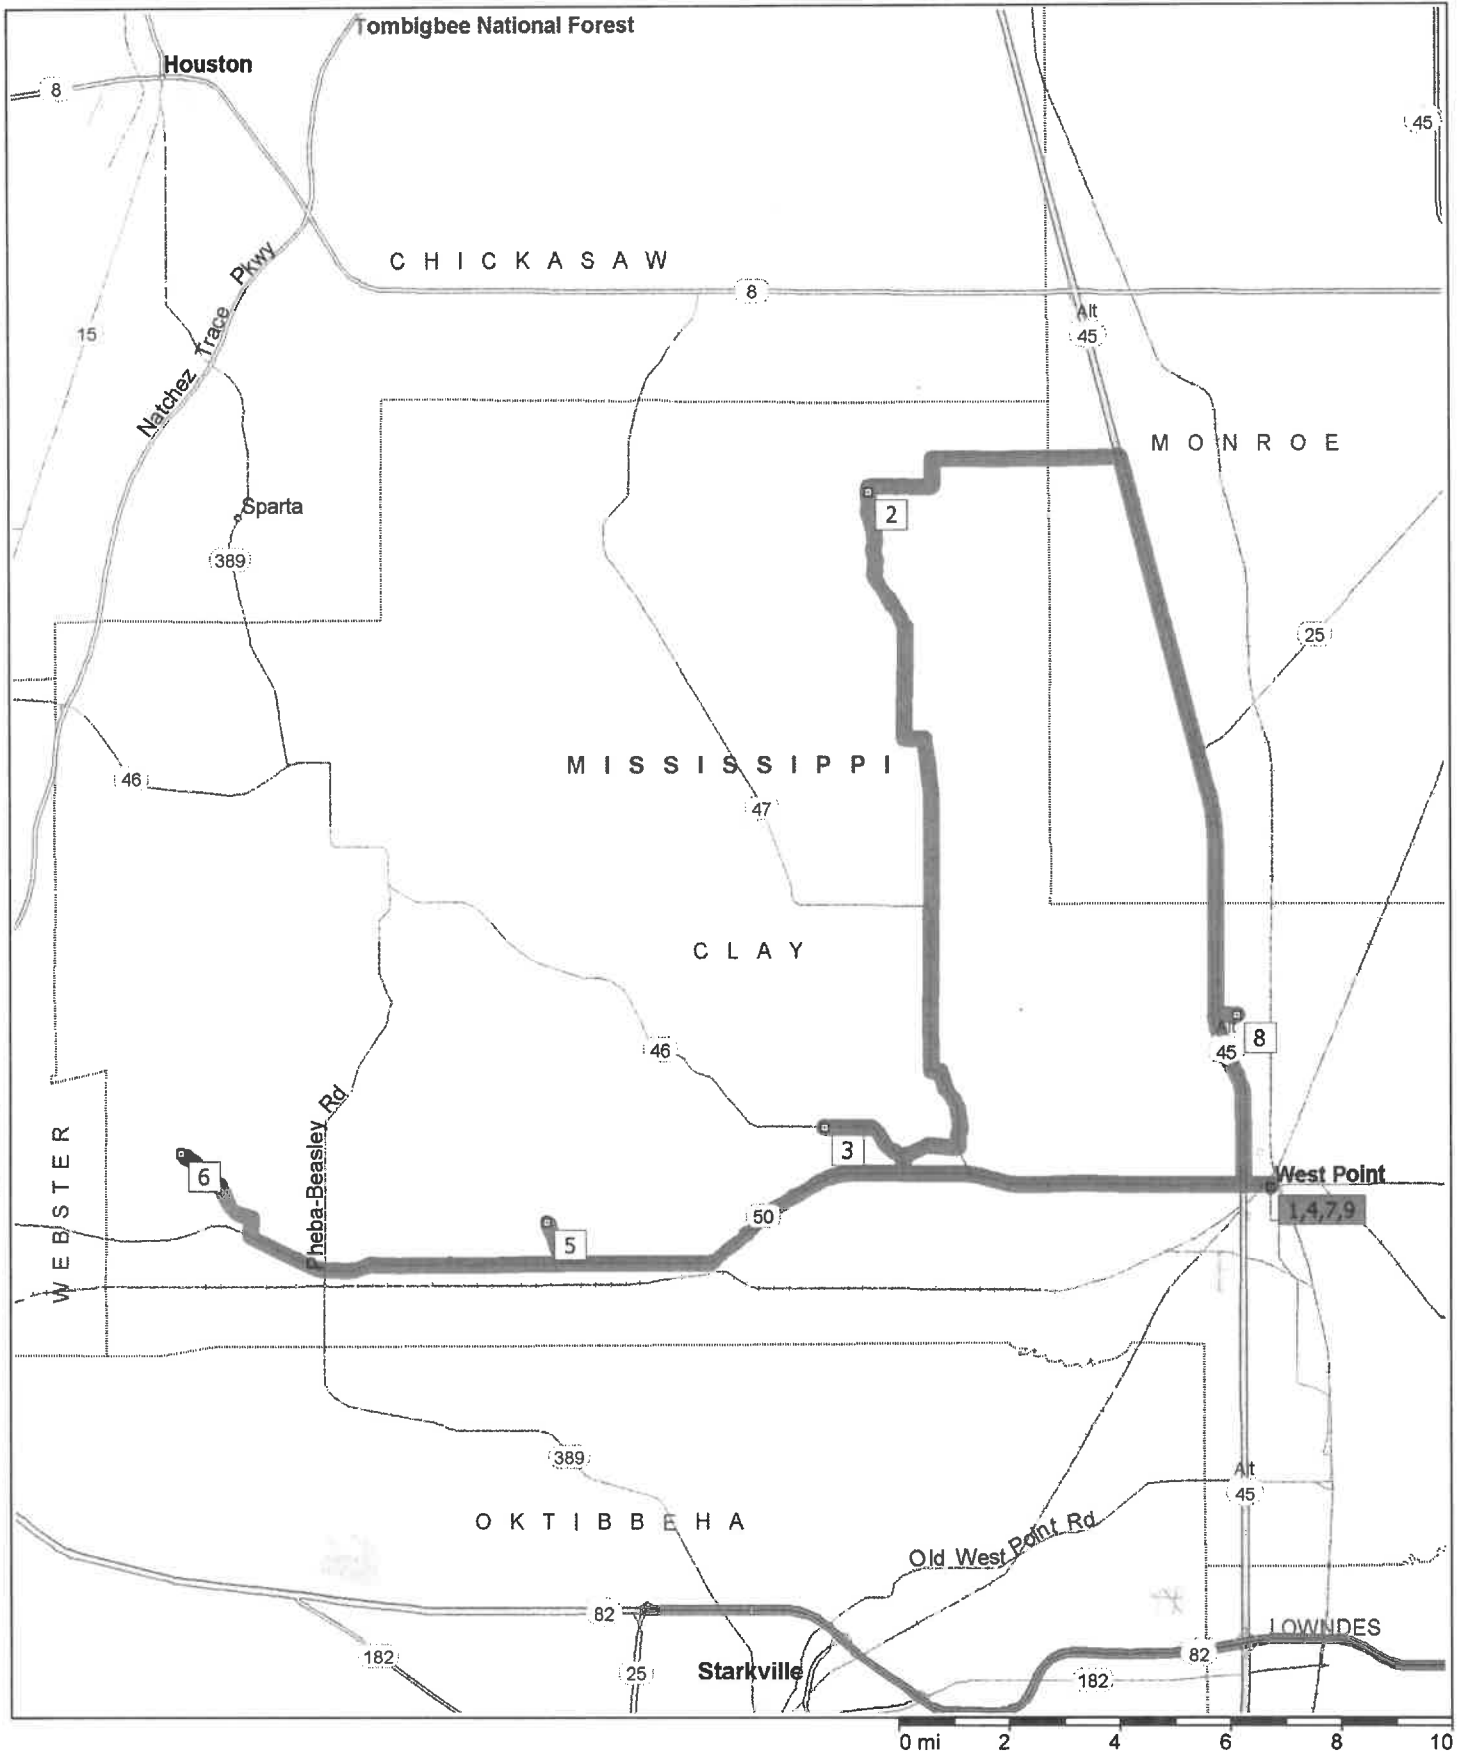 Tombigbee National Forest
Houston
8
45
CHICKASAW
Natchez Trace Pkwy
8
15
Alt
45
MONROE
Sparta
2
389
25
46
MISSISSIPPI
47
CLAY
46
Alt
45
8
Pheba-Beasley Rd
WEBSTER
3
6
West Point
1,4,7,9
50
5
389
Alt
45
OKTIBBEHA
Old West Point Rd
82
LOWNDES
82
182
25
Starkville
182
0 mi 2 4 6 8 10